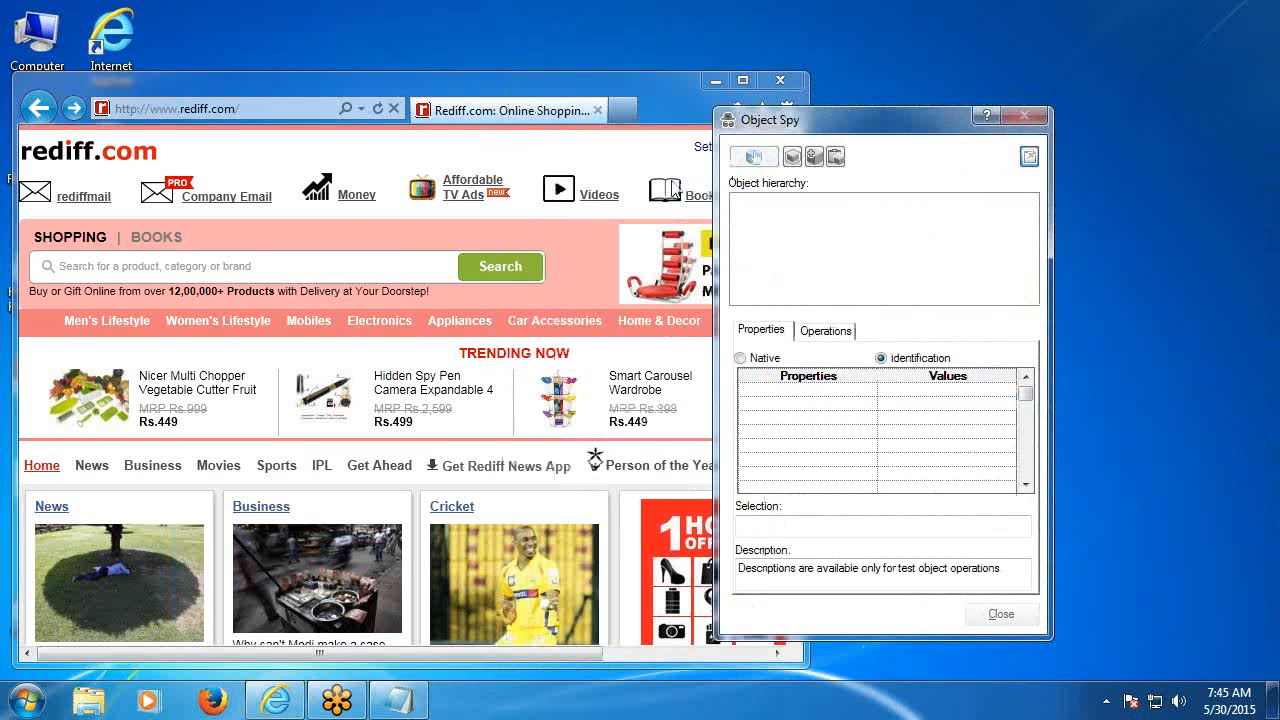 Computer
Internet
http://www.rediff.com/
Rediff.com: Online Shoppin...
rediff.com
rediffmail
PRO
Company Email
Money
Affordable
TV Ads new
Videos
SHOPPING | BOOKS
Search for a product, category or brand
Search
Buy or Gift Online from over 12,00,000+ Products with Delivery at Your Doorstep!
Men's Lifestyle Women's Lifestyle Mobiles Electronics Appliances Car Accessories Home & Decor
TRENDING NOW
Nicer Multi Chopper
Vegetable Cutter Fruit
MRP Rs.999
Rs.449
Hidden Spy Pen
Camera Expandable 4
MRP Rs.2,599
Rs.499
Smart Carousel
Wardrobe
MRP Rs.898
Rs.449
Home News Business Movies Sports IPL Get Ahead Get Rediff News App Person of the Yea
News
Business
Cricket
Why can't Modi make a case
Object Spy
?
Object hierarchy:
Properties
Operations
Native
Identification
Properties
Values
Selection:
Description:
Descriptions are available only for test object operations.
Close
7:45 AM
5/30/2015